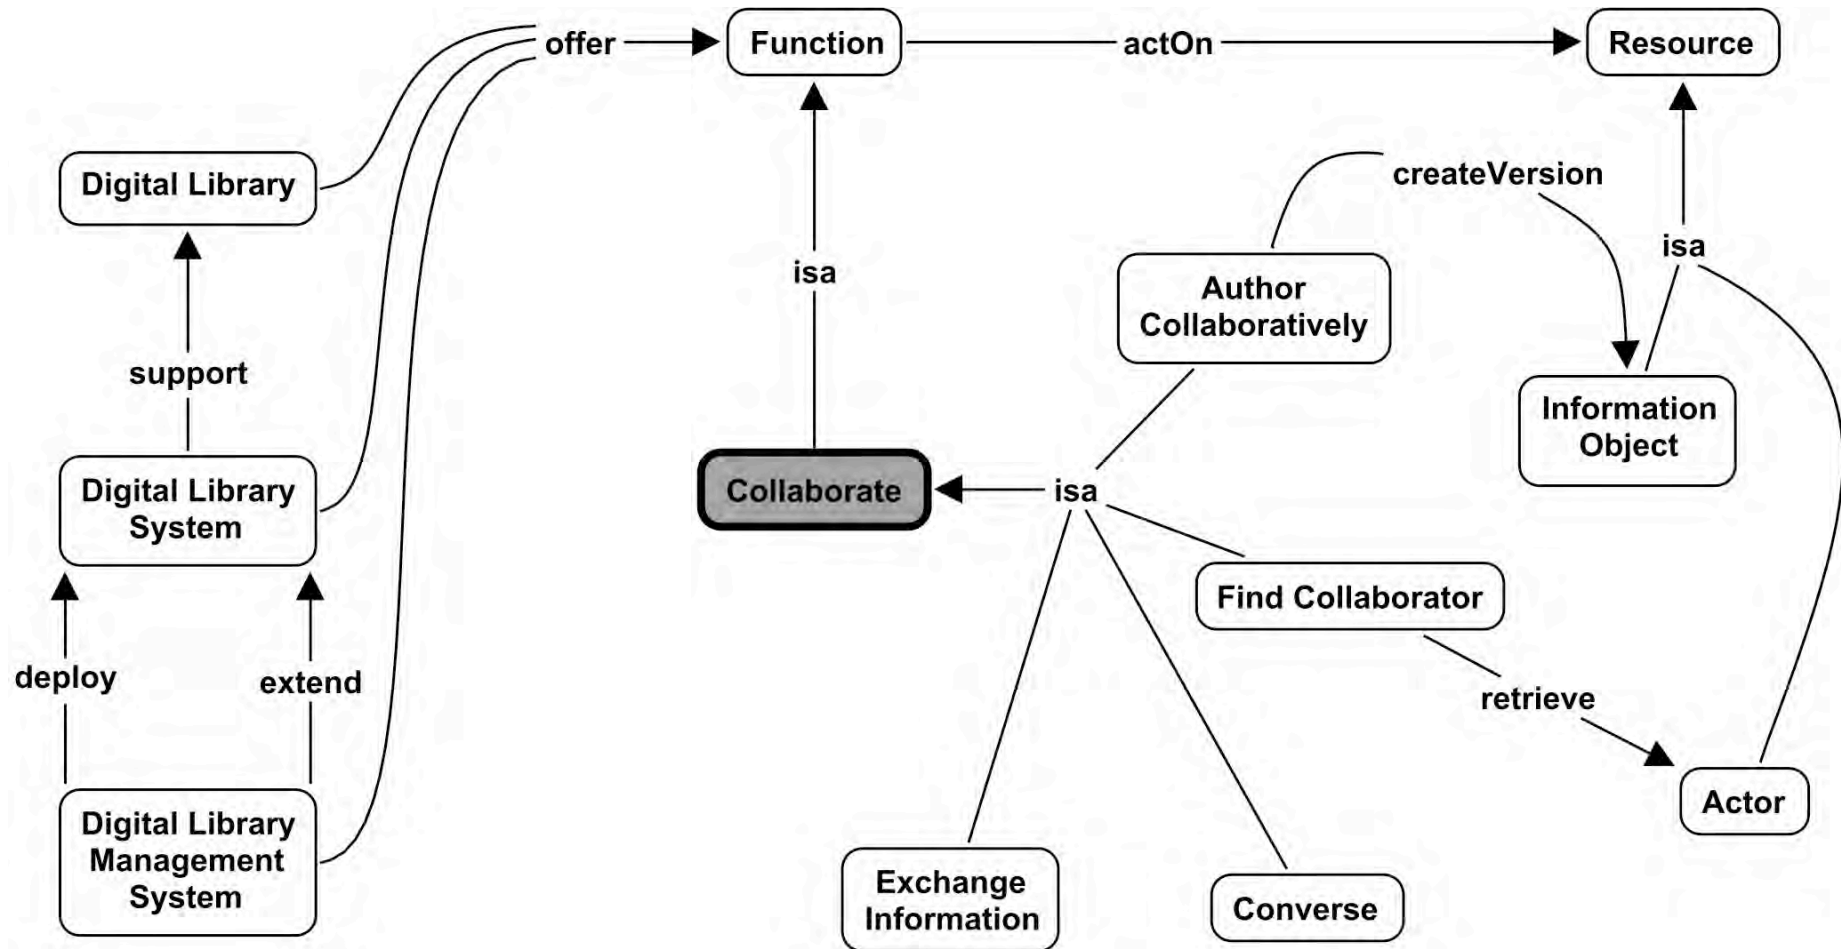 offer
Function
actOn
Resource
Digital Library
createVersion
isa
isa
Author
Collaboratively
support
Information
Object
Digital Library
System
Collaborate
isa
Find Collaborator
deploy
extend
retrieve
Actor
Digital Library
Management
System
Exchange
Information
Converse